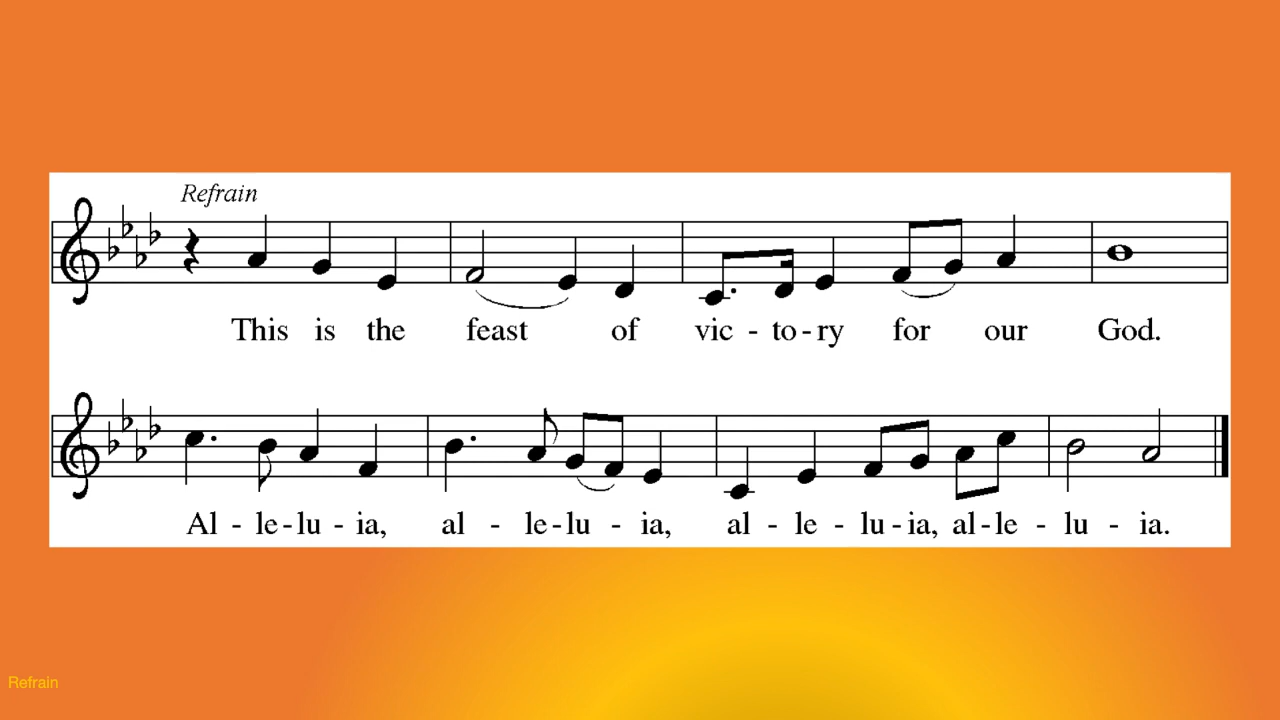 Refrain
This is the feast of vic - to - ry for our God.
Al - le - lu - ia, al - le - lu - ia, al - le - lu - ia, al - le - lu - ia.
Refrain